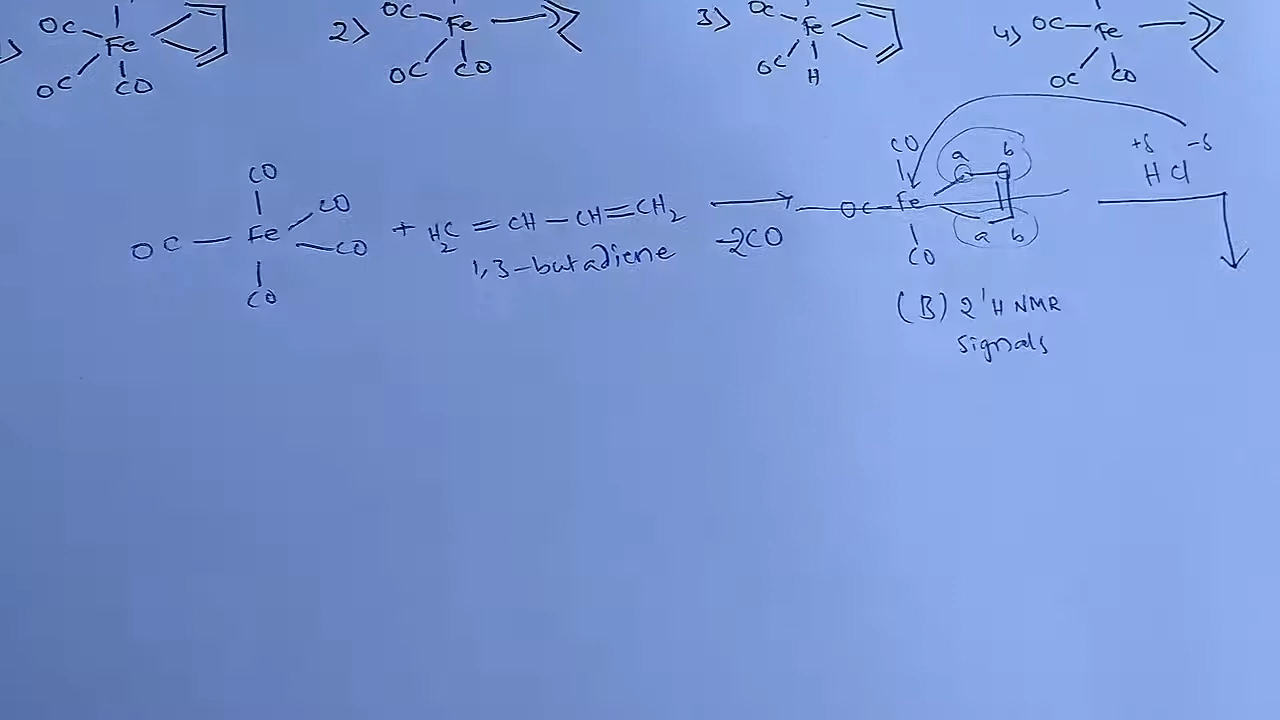 OC Fe OC CO
2) OC Fe OC CO
3) OC Fe OC H
4) OC Fe OC CO
CO OC Fe CO CO CO + H2C = CH – CH = CH2 -2CO CO OC Fe CO a b a b +δ -δ HCl
1,3-butadiene
(B) 2 1H NMR
signals